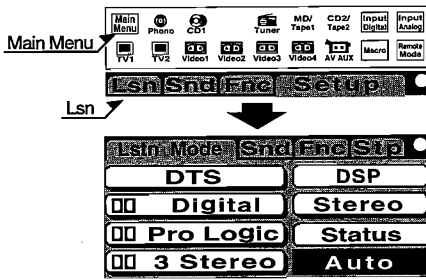 Main Menu Phono CD1 Tuner MD/ Tape1 CD2/ Tape2 Input Digital Input Analog
Main Menu
TV1 TV2 Video1 Video2 Video3 Video4 AV AUX Macro Remote Mode
Lsn Snd Fnc Setup
Lsn
Lstn Mode Snd Fnc Stp
DTS DSP
Digital Stereo
Pro Logic Status
3 Stereo Auto